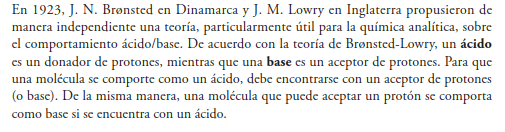 En 1923, J. N. Brønsted en Dinamarca y J. M. Lowry en Inglaterra propusieron de
manera independiente una teoría, particularmente útil para la química analítica, sobre
el comportamiento ácido/base. De acuerdo con la teoría de Brønsted-Lowry, un ácido
es un donador de protones, mientras que una base es un aceptor de protones. Para que
una molécula se comporte como un ácido, debe encontrarse con un aceptor de protones
(o base). De la misma manera, una molécula que puede aceptar un protón se comporta
como base si se encuentra con un ácido.